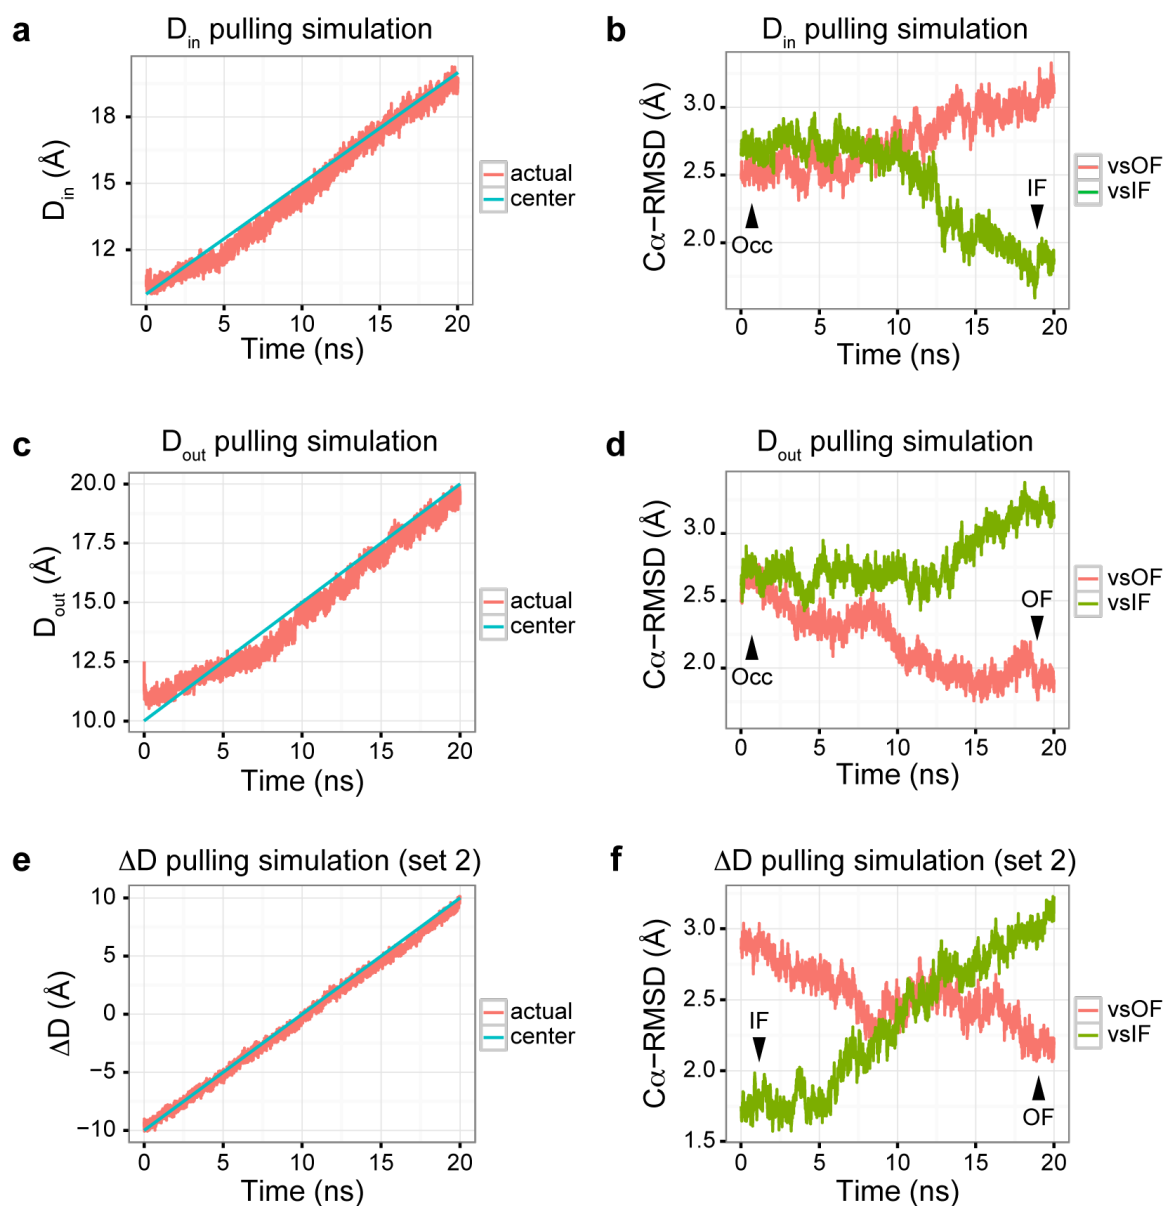 a
D_in pulling simulation
D_in (Å)
18
15
12
0 5 10 15 20
Time (ns)
actual
center
b
D_in pulling simulation
Cα−RMSD (Å)
3.0
2.5
2.0
Occ
IF
0 5 10 15 20
Time (ns)
vsOF
vsIF
c
D_out pulling simulation
D_out (Å)
20.0
17.5
15.0
12.5
10.0
0 5 10 15 20
Time (ns)
actual
center
d
D_out pulling simulation
Cα−RMSD (Å)
3.0
2.5
2.0
Occ
OF
0 5 10 15 20
Time (ns)
vsOF
vsIF
e
ΔD pulling simulation (set 2)
ΔD (Å)
10
5
0
−5
−10
0 5 10 15 20
Time (ns)
actual
center
f
ΔD pulling simulation (set 2)
Cα−RMSD (Å)
3.0
2.5
2.0
1.5
IF
OF
0 5 10 15 20
Time (ns)
vsOF
vsIF